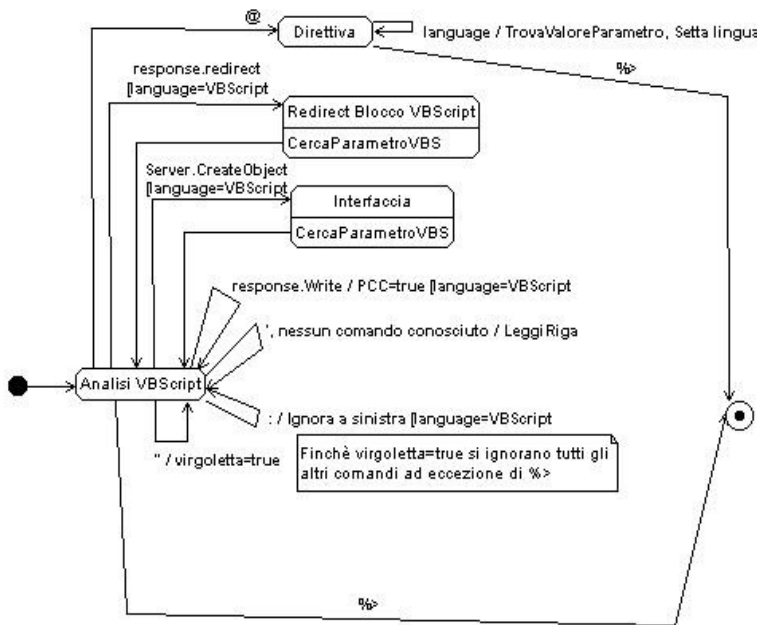 @
Direttiva
language / TrovaValoreParametro, Setta lingua
%>
response.redirect
[language=VBScript
Redirect Blocco VBScript
CercaParametroVBS
Server.CreateObject
[language=VBScript
Interfaccia
CercaParametroVBS
response.Write / PCC=true [language=VBScript
', nessun comando conosciuto / LeggiRiga
Analisi VBScript
: / Ignora a sinistra [language=VBScript
" / virgoletta=true
Finchè virgoletta=true si ignorano tutti gli
altri comandi ad eccezione di %>
%>